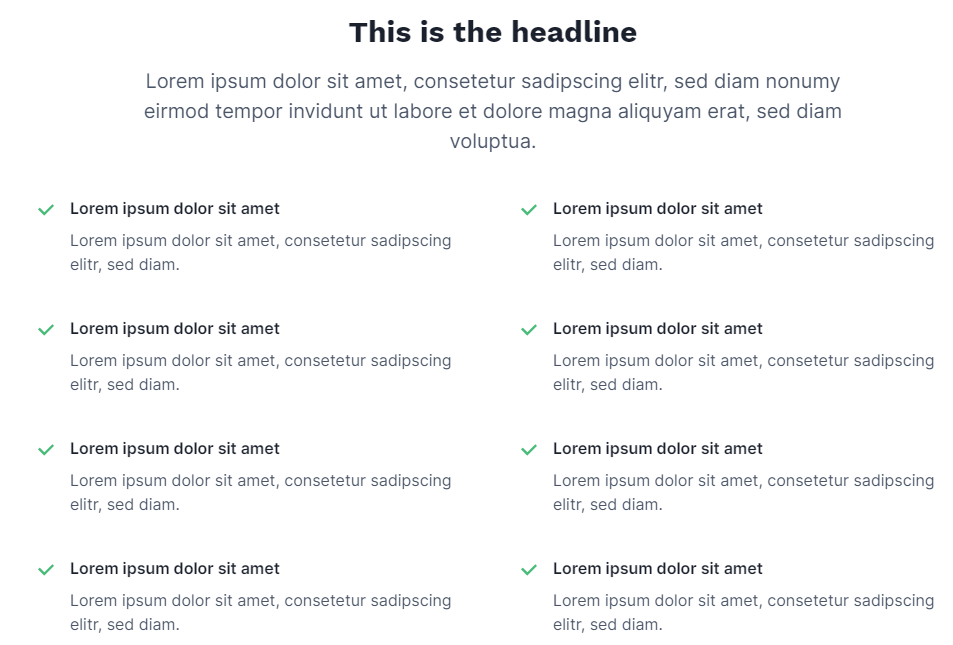 This is the headline
Lorem ipsum dolor sit amet, consetetur sadipscing elitr, sed diam nonumy
eirmod tempor invidunt ut labore et dolore magna aliquyam erat, sed diam
voluptua.
Lorem ipsum dolor sit amet
Lorem ipsum dolor sit amet, consetetur sadipscing
elitr, sed diam.
Lorem ipsum dolor sit amet
Lorem ipsum dolor sit amet, consetetur sadipscing
elitr, sed diam.
Lorem ipsum dolor sit amet
Lorem ipsum dolor sit amet, consetetur sadipscing
elitr, sed diam.
Lorem ipsum dolor sit amet
Lorem ipsum dolor sit amet, consetetur sadipscing
elitr, sed diam.
Lorem ipsum dolor sit amet
Lorem ipsum dolor sit amet, consetetur sadipscing
elitr, sed diam.
Lorem ipsum dolor sit amet
Lorem ipsum dolor sit amet, consetetur sadipscing
elitr, sed diam.
Lorem ipsum dolor sit amet
Lorem ipsum dolor sit amet, consetetur sadipscing
elitr, sed diam.
Lorem ipsum dolor sit amet
Lorem ipsum dolor sit amet, consetetur sadipscing
elitr, sed diam.